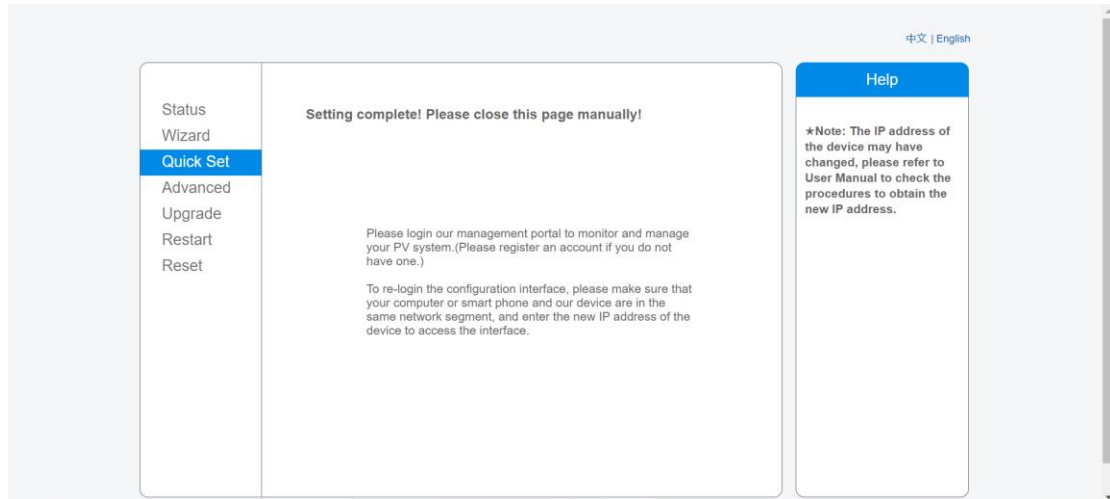 中文 | English
Status
Wizard
Quick Set
Advanced
Upgrade
Restart
Reset
Setting complete! Please close this page manually!
Please login our management portal to monitor and manage
your PV system.(Please register an account if you do not
have one.)
To re-login the configuration interface, please make sure that
your computer or smart phone and our device are in the
same network segment, and enter the new IP address of the
device to access the interface.
Help
★Note: The IP address of
the device may have
changed, please refer to
User Manual to check the
procedures to obtain the
new IP address.